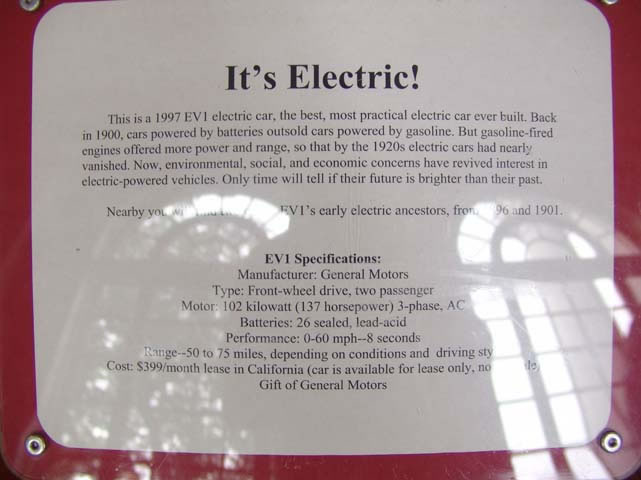 It's Electric!
This is a 1997 EV1 electric car, the best, most practical electric car ever built. Back
in 1900, cars powered by batteries outsold cars powered by gasoline. But gasoline-fired
engines offered more power and range, so that by the 1920s electric cars had nearly
vanished. Now, environmental, social, and economic concerns have revived interest in
electric-powered vehicles. Only time will tell if their future is brighter than their past.
Nearby you EV1's early electric ancestors, from 96 and 1901.
EV1 Specifications:
Manufacturer: General Motors
Type: Front-wheel drive, two passenger
Motor: 102 kilowatt (137 horsepower) 3-phase, AC
Batteries: 26 sealed, lead-acid
Performance: 0-60 mph--8 seconds
Range--50 to 75 miles, depending on conditions and driving
Cost: $399/month lease in California (car is available for lease only,
Gift of General Motors